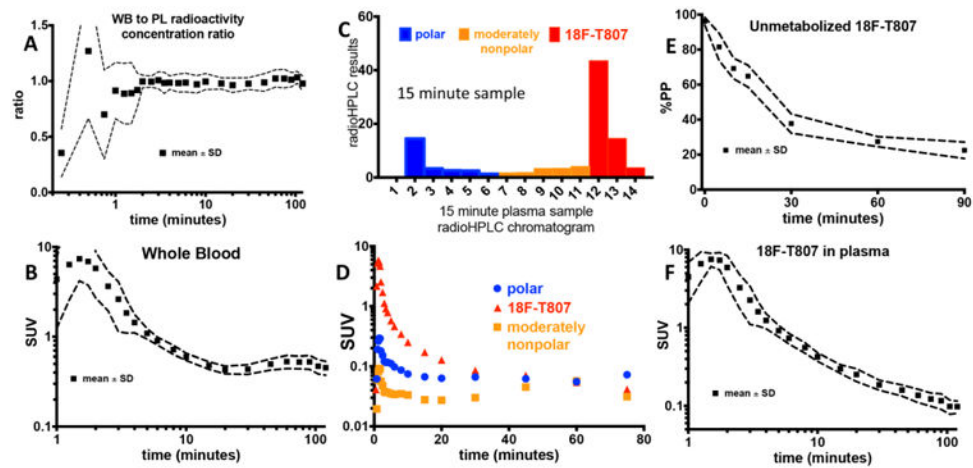 A
WB to PL radioactivity
concentration ratio
1.5
1.0
0.5
0.0
ratio
mean ± SD
1
10
100
time (minutes)
B
Whole Blood
10
1
0.1
SUV
mean ± SD
1
10
100
time (minutes)
C
polar
moderately
nonpolar
18F-T807
60
40
20
0
radioHPLC results
15 minute sample
1 2 3 4 5 6 7 8 9 10 11 12 13 14
15 minute plasma sample
radioHPLC chromatogram
D
10
1
0.1
0.01
SUV
polar
18F-T807
moderately
nonpolar
0
20
40
60
80
time (minutes)
E
Unmetabolized 18F-T807
100
80
60
40
20
0
%PP
mean ± SD
0
30
60
90
time (minutes)
F
18F-T807 in plasma
10
1
0.1
SUV
mean ± SD
1
10
100
time (minutes)